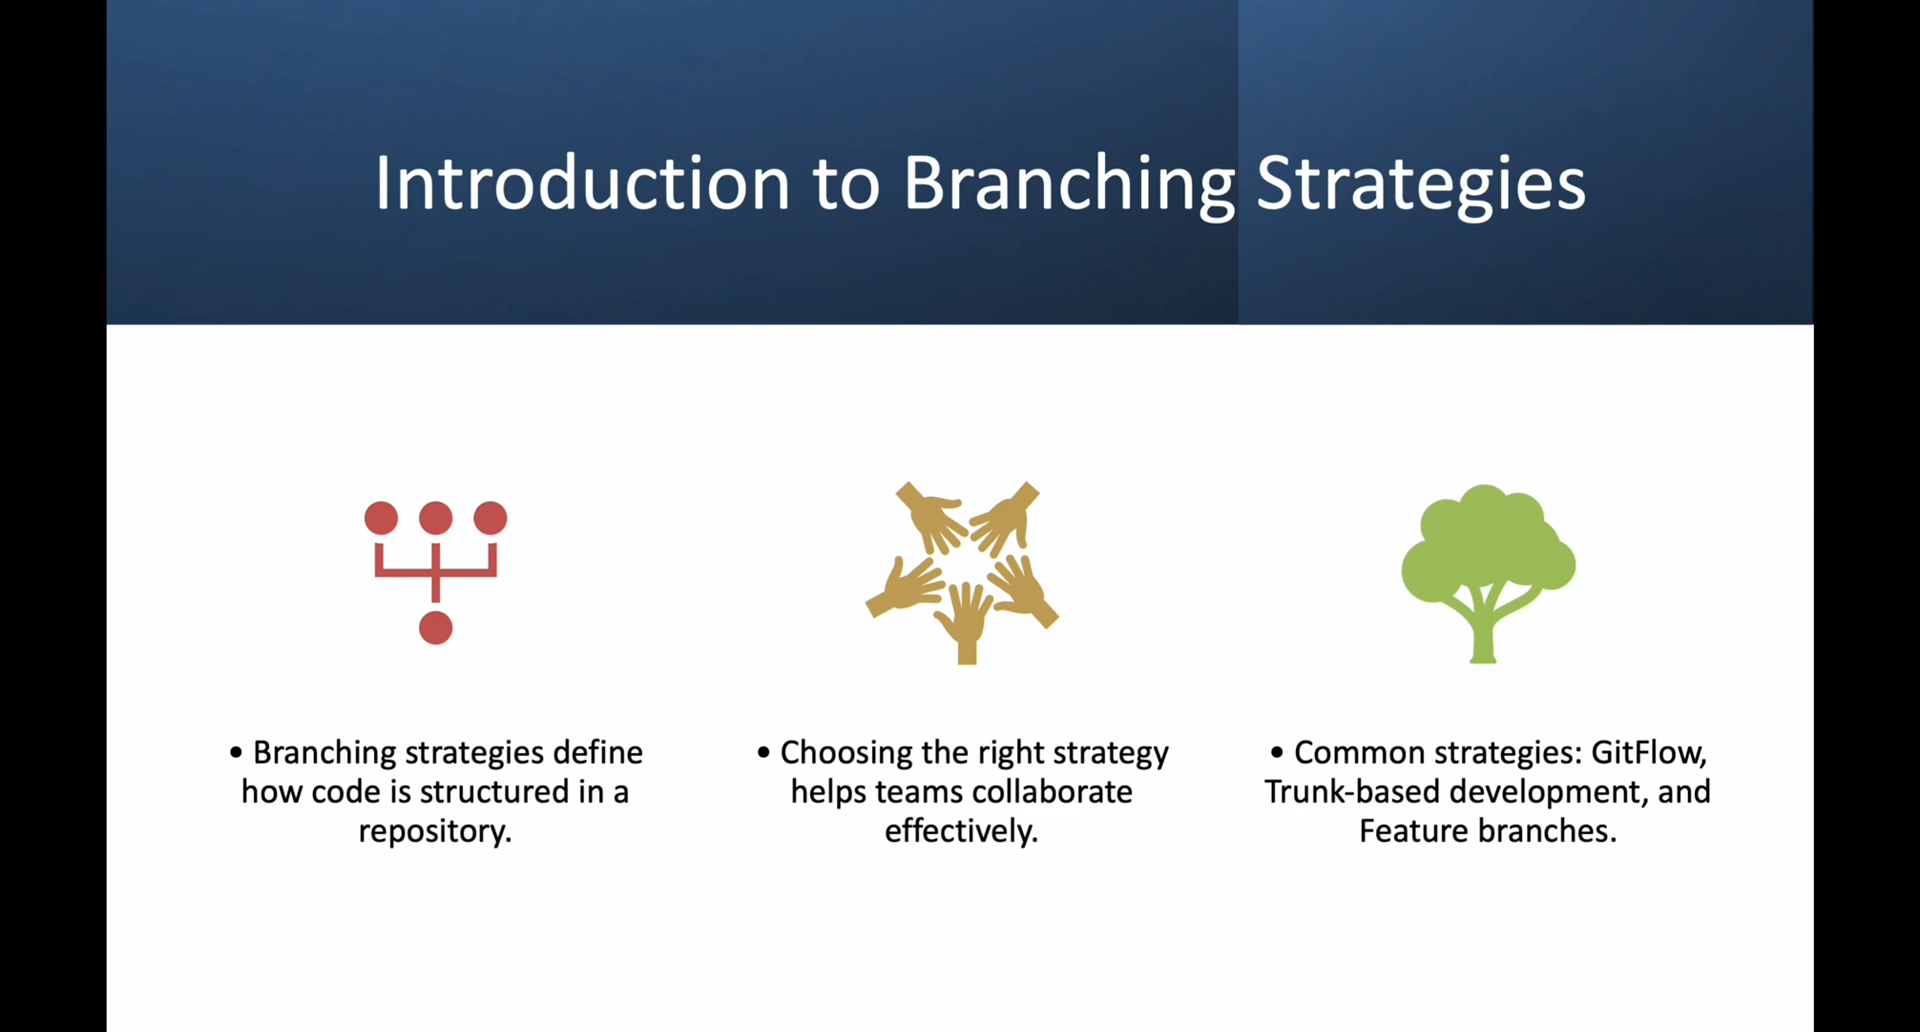 Introduction to Branching Strategies
• Branching strategies define
how code is structured in a
repository.
• Choosing the right strategy
helps teams collaborate
effectively.
• Common strategies: GitFlow,
Trunk-based development, and
Feature branches.